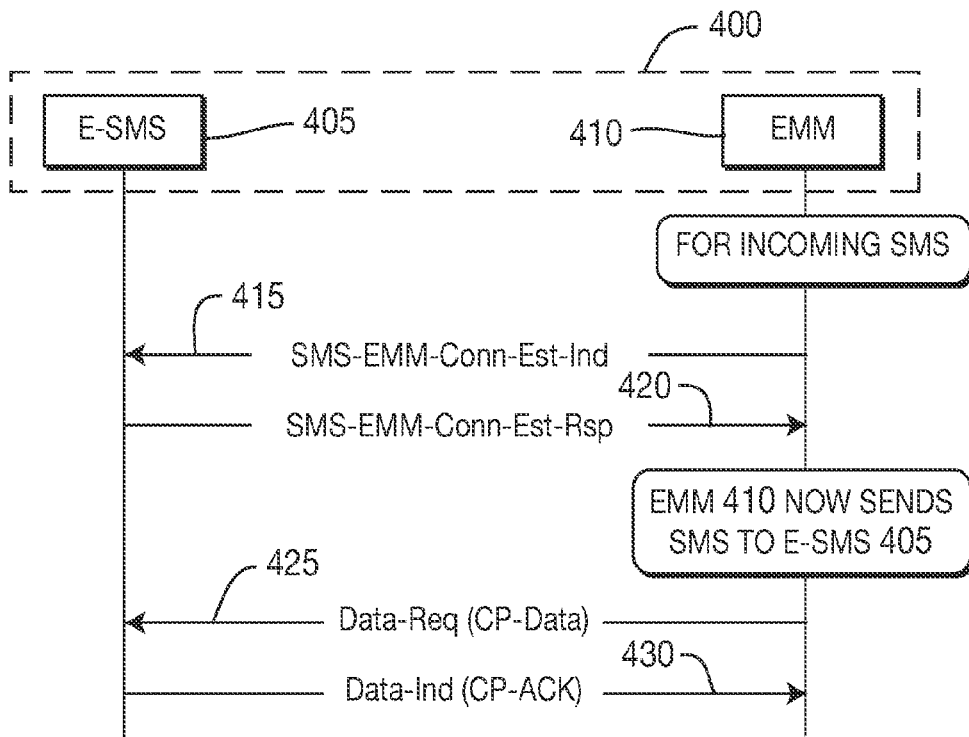 400
E-SMS
405
410
EMM
FOR INCOMING SMS
415
SMS-EMM-Conn-Est-Ind
420
SMS-EMM-Conn-Est-Rsp
EMM 410 NOW SENDS
SMS TO E-SMS 405
425
Data-Req (CP-Data)
430
Data-Ind (CP-ACK)